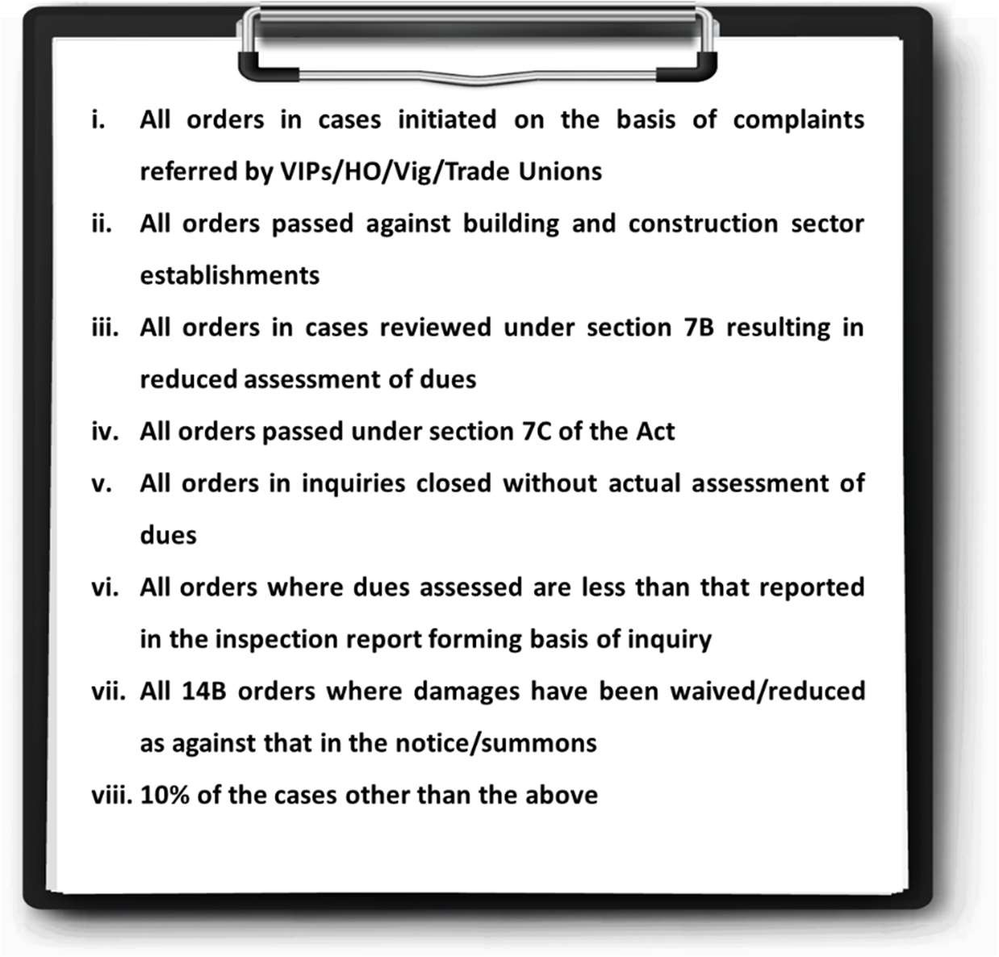 i. All orders in cases initiated on the basis of complaints
referred by VIPs/HO/Vig/Trade Unions
ii. All orders passed against building and construction sector
establishments
iii. All orders in cases reviewed under section 7B resulting in
reduced assessment of dues
iv. All orders passed under section 7C of the Act
v. All orders in inquiries closed without actual assessment of
dues
vi. All orders where dues assessed are less than that reported
in the inspection report forming basis of inquiry
vii. All 14B orders where damages have been waived/reduced
as against that in the notice/summons
viii. 10% of the cases other than the above